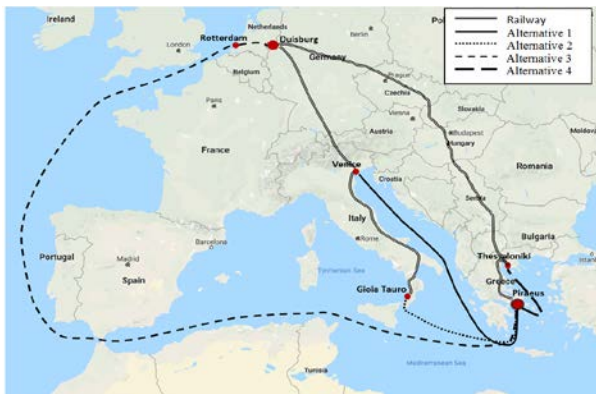 Ireland
Netherlands
Rotterdam
Duisburg
London
Berlin
Germany
Belgium
Railway
Alternative 1
Alternative 2
Alternative 3
Alternative 4
Paris
Prague
Czechia
Slovakia
Vienna
Austria
Budapest
Hungary
France
Venice
Croatia
Romania
Serbia
Italy
Rome
Bulgaria
Portugal
Madrid
Spain
Barcelona
Tyrrhenian Sea
Thessaloniki
Greece
Piraeus
Gioia Tauro
Mediterranean Sea
Tunisia